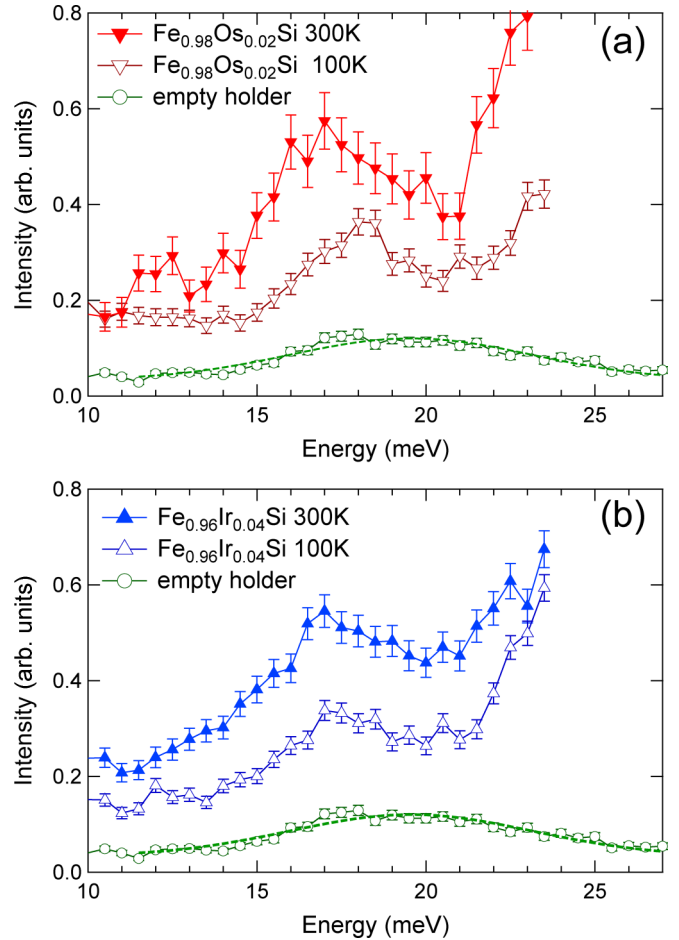 (a)
Fe₀.₉₈Os₀.₀₂Si 300K
Fe₀.₉₈Os₀.₀₂Si 100K
empty holder
Intensity (arb. units)
0.8
0.6
0.4
0.2
0.0
10 15 20 25
Energy (meV)
(b)
Fe₀.₉₆Ir₀.₀₄Si 300K
Fe₀.₉₆Ir₀.₀₄Si 100K
empty holder
Intensity (arb. units)
0.8
0.6
0.4
0.2
0.0
10 15 20 25
Energy (meV)